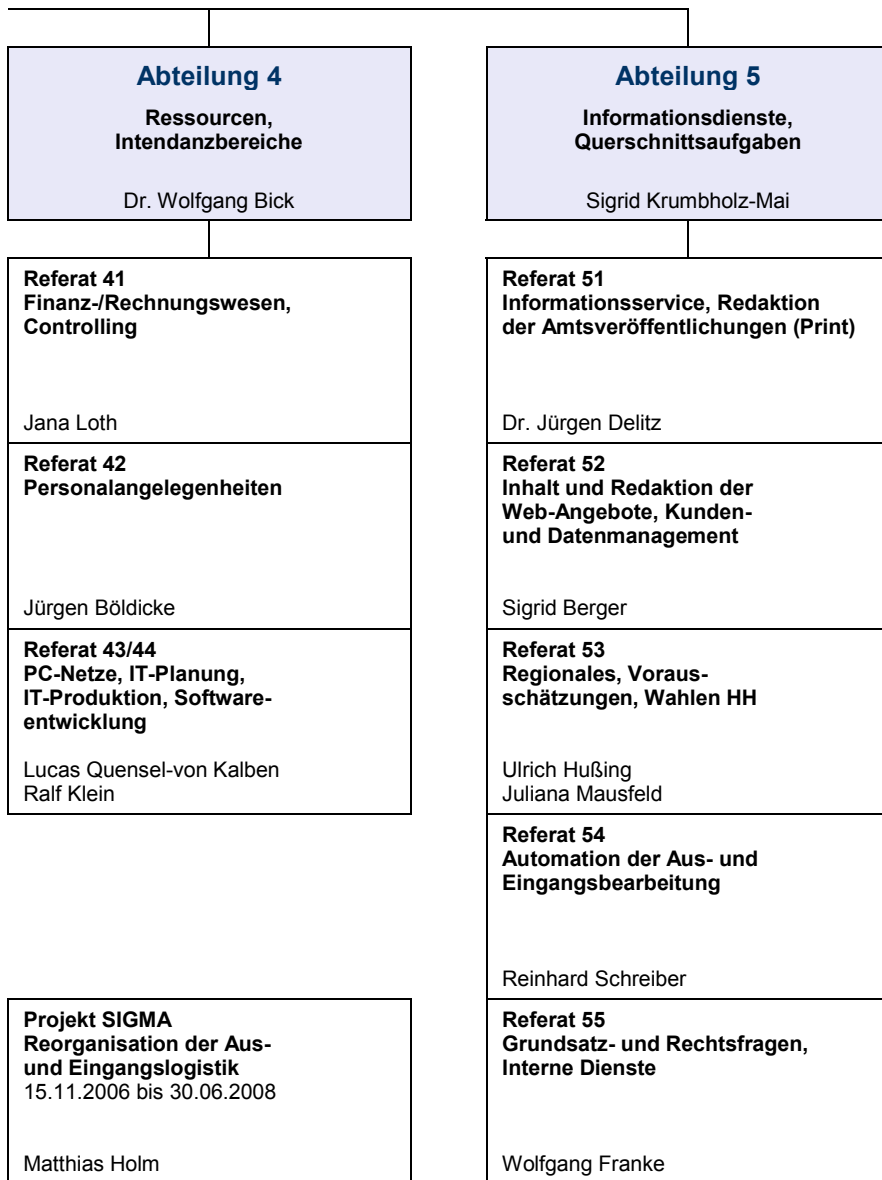 Abteilung 4
Ressourcen,
Intendanzbereiche
Dr. Wolfgang Bick
Referat 41
Finanz-/Rechnungswesen,
Controlling
Jana Loth
Referat 42
Personalangelegenheiten
Jürgen Böldicke
Referat 43/44
PC-Netze, IT-Planung,
IT-Produktion, Software-
entwicklung
Lucas Quensel-von Kalben
Ralf Klein
Projekt SIGMA
Reorganisation der Aus-
und Eingangslogistik
15.11.2006 bis 30.06.2008
Matthias Holm
Abteilung 5
Informationsdienste,
Querschnittsaufgaben
Sigrid Krumbholz-Mai
Referat 51
Informationsservice, Redaktion
der Amtsveröffentlichungen (Print)
Dr. Jürgen Delitz
Referat 52
Inhalt und Redaktion der
Web-Angebote, Kunden-
und Datenmanagement
Sigrid Berger
Referat 53
Regionales, Voraus-
schätzungen, Wahlen HH
Ulrich Hußing
Juliana Mausfeld
Referat 54
Automation der Aus- und
Eingangsbearbeitung
Reinhard Schreiber
Referat 55
Grundsatz- und Rechtsfragen,
Interne Dienste
Wolfgang Franke